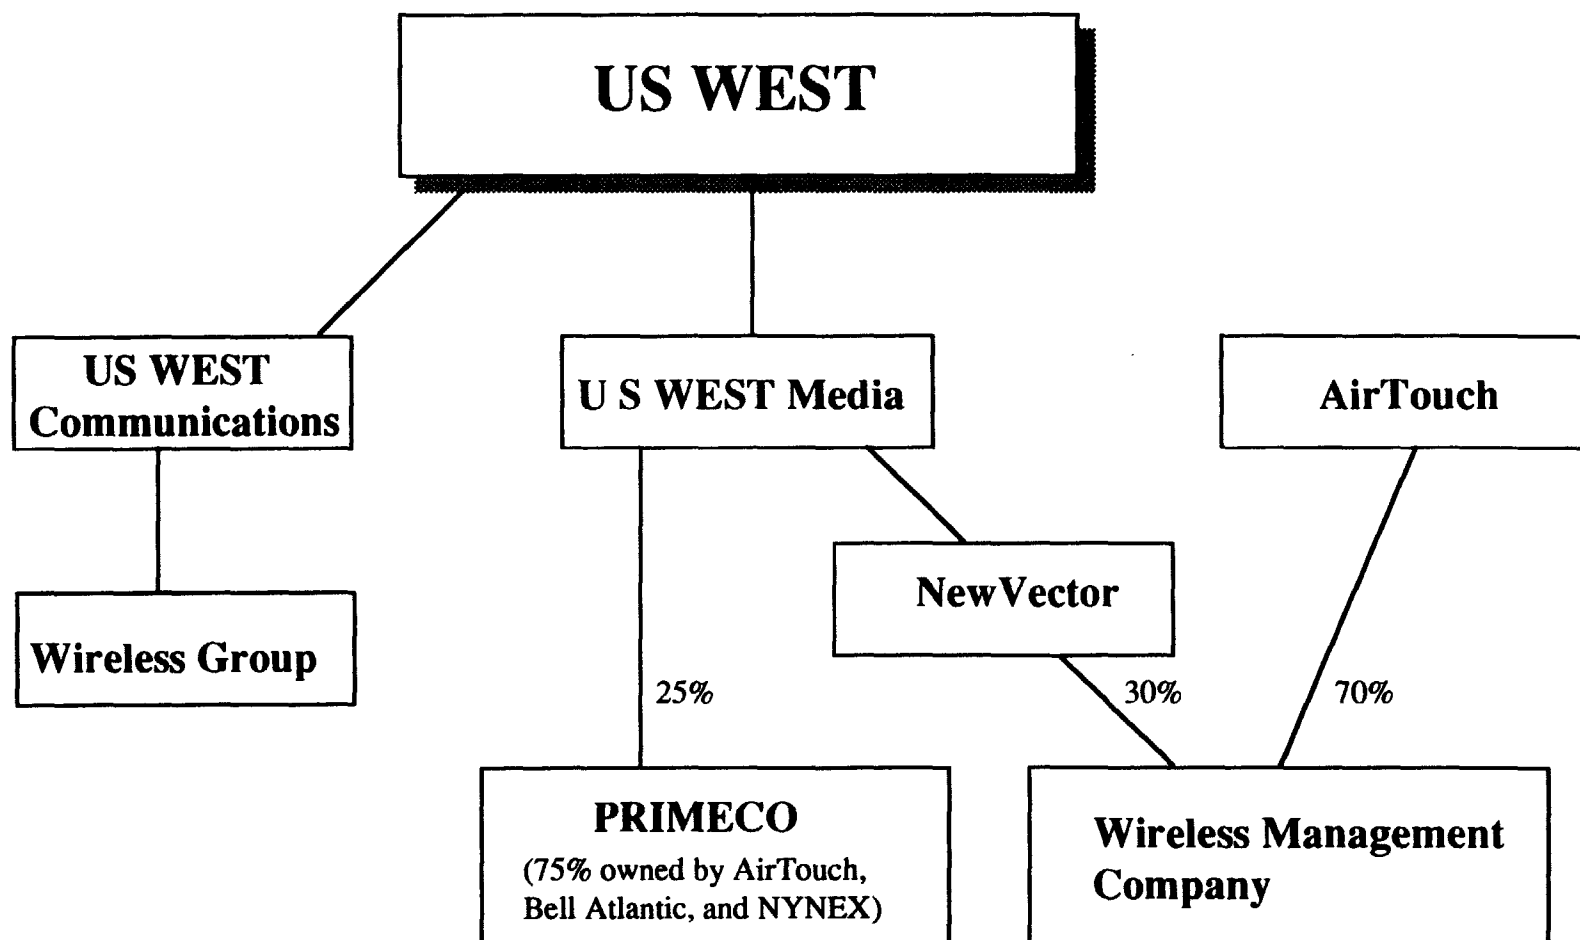 US WEST
US WEST
Communications
U S WEST Media
AirTouch
NewVector
Wireless Group
25%
30%
70%
PRIMECO
(75% owned by AirTouch,
Bell Atlantic, and NYNEX)
Wireless Management
Company